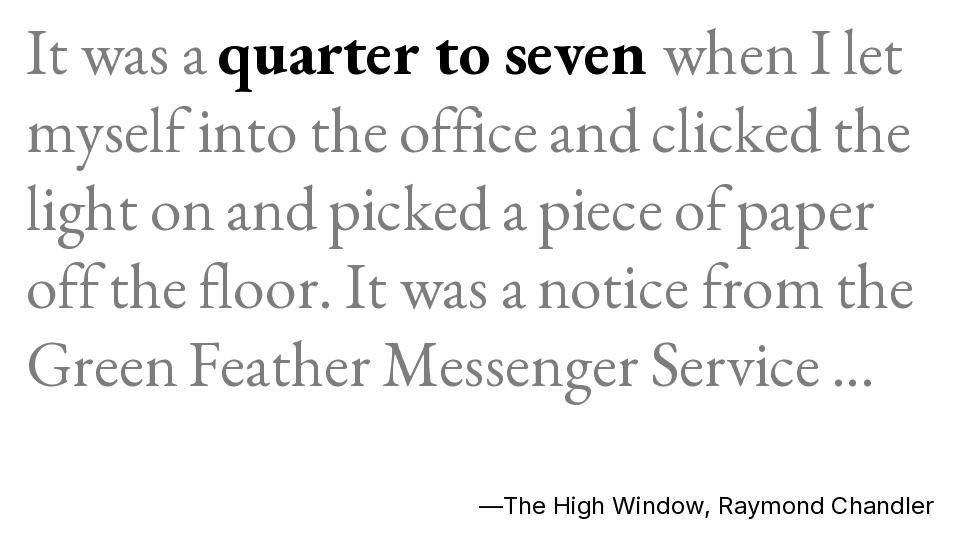 It was a quarter to seven when I let
myself into the office and clicked the
light on and picked a piece of paper
off the floor. It was a notice from the
Green Feather Messenger Service ...
—The High Window, Raymond Chandler